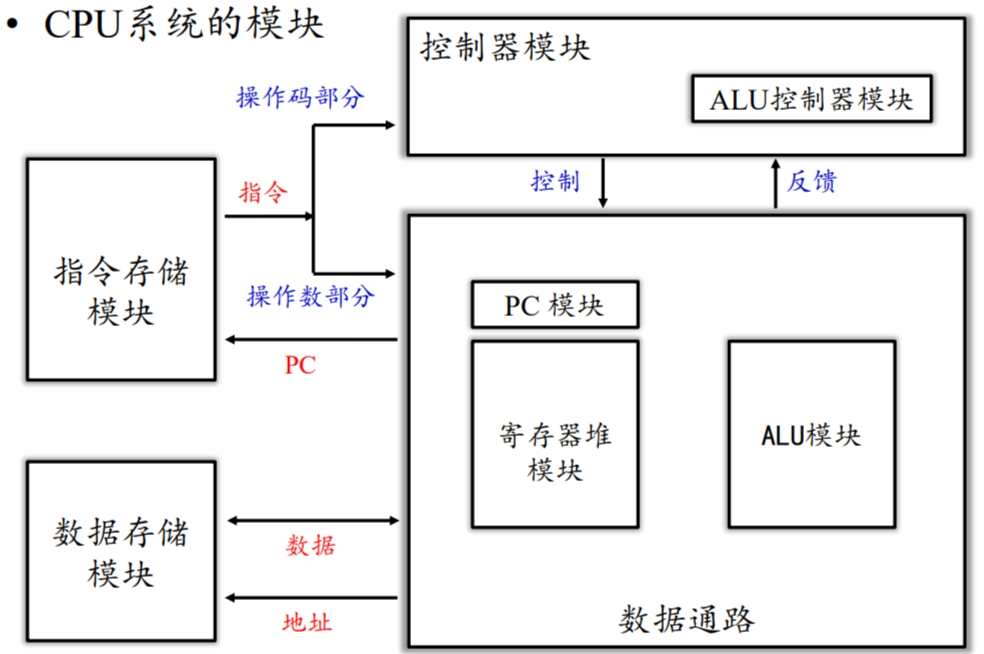 • CPU系统的模块
控制器模块
ALU控制器模块
操作码部分
指令
操作数部分
控制
反馈
指令存储
模块
PC
PC 模块
寄存器堆
模块
ALU模块
数据存储
模块
数据
地址
数据通路